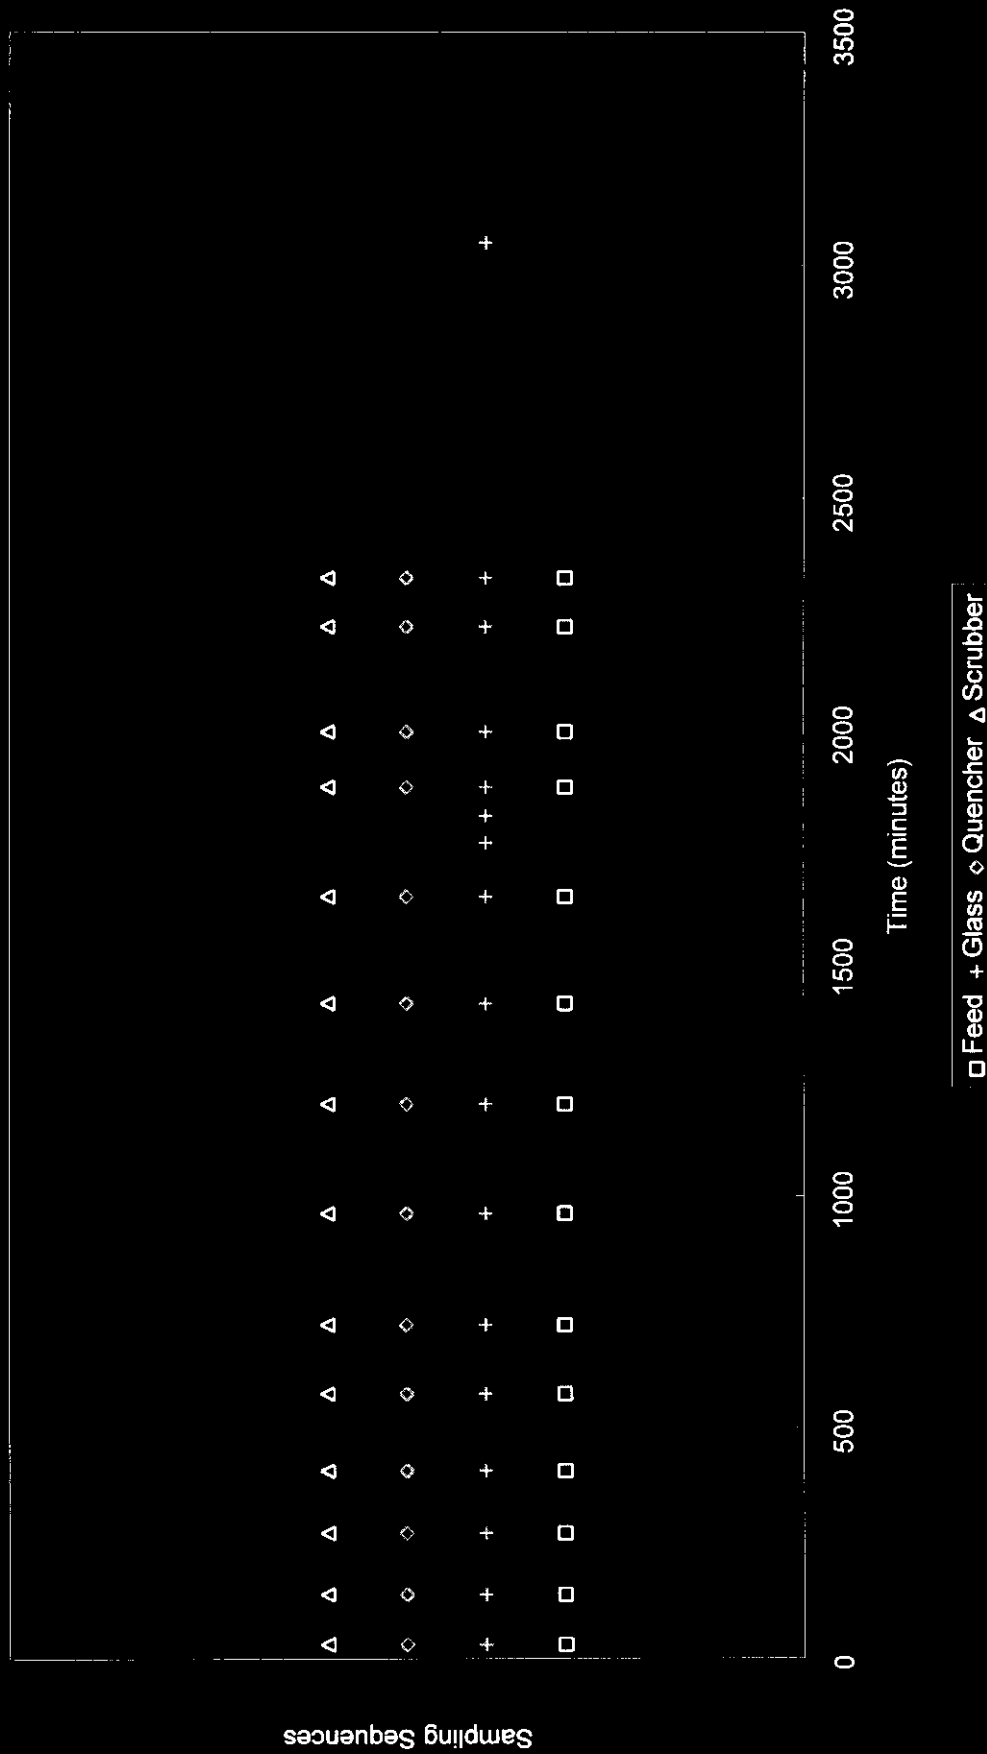 Sampling Sequences
0 500 1000 1500 2000 2500 3000 3500
Time (minutes)
Feed + Glass ◇ Quencher △ Scrubber